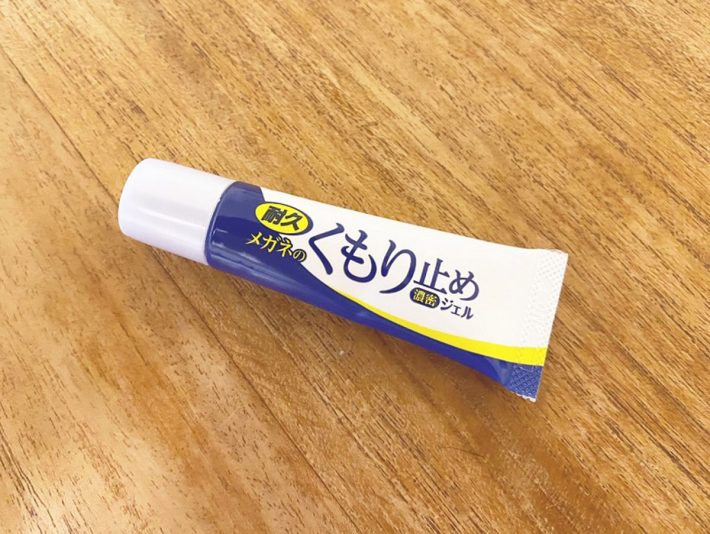 耐久
メガネの
くもり止め
濃密 ジェル